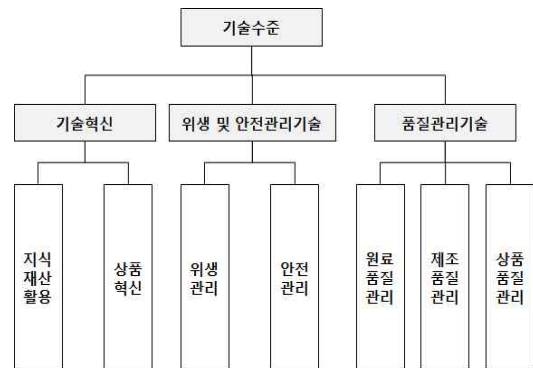 기술수준
기술혁신
위생 및 안전관리기술
품질관리기술
지식
재산
활용
상품
혁신
위생
관리
안전
관리
원료
품질
관리
제조
품질
관리
상품
품질
관리